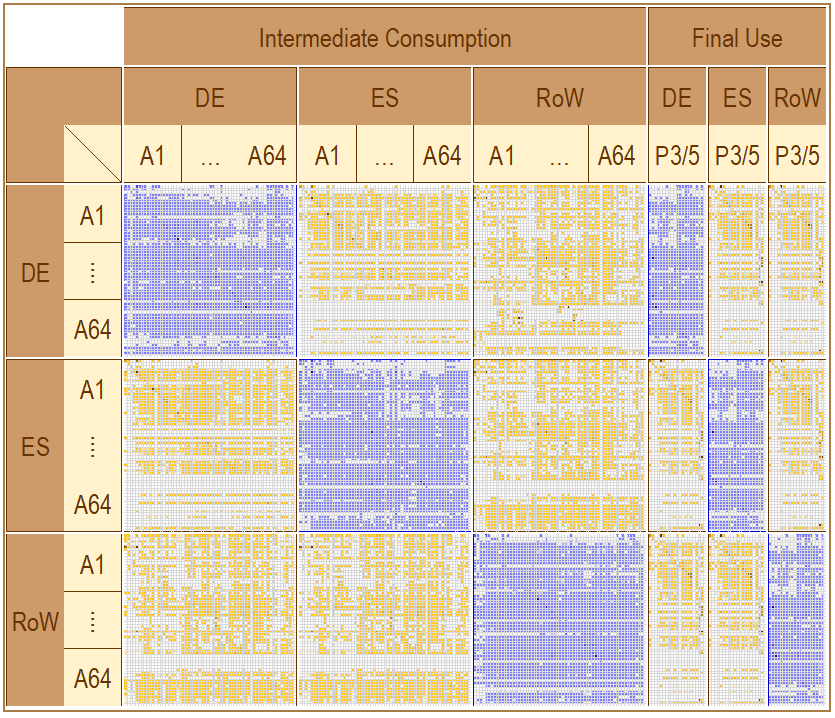 Intermediate Consumption Final Use
DE ES RoW DE ES RoW
A1 ... A64 A1 ... A64 A1 ... A64 P3/5 P3/5 P3/5
A1
DE ⋮
A64
A1
ES ⋮
A64
A1
RoW ⋮
A64